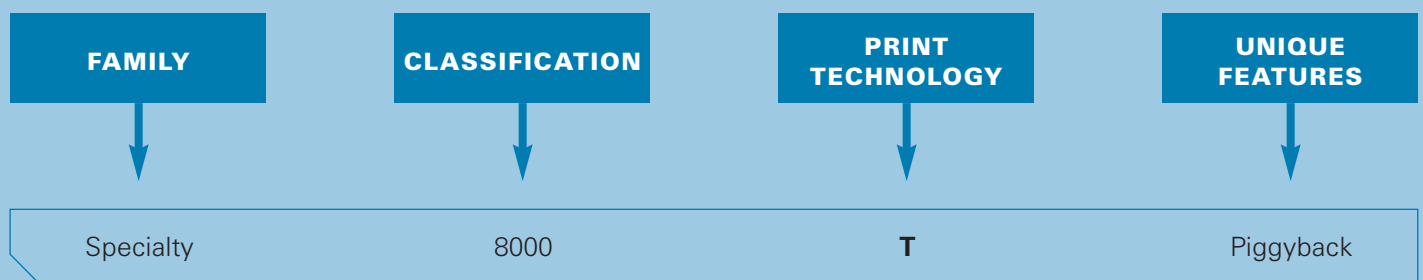 FAMILY
CLASSIFICATION
PRINT
TECHNOLOGY
UNIQUE
FEATURES
Specialty
8000
T
Piggyback